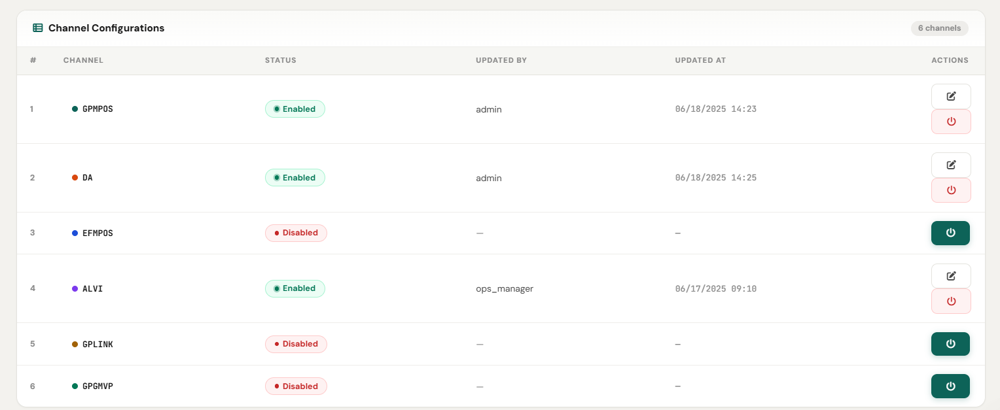 Channel Configurations
6 channels
# CHANNEL STATUS UPDATED BY UPDATED AT ACTIONS
1 GPMPOS Enabled admin 06/18/2025 14:23
2 DA Enabled admin 06/18/2025 14:25
3 EFMPOS Disabled — —
4 ALVI Enabled ops_manager 06/17/2025 09:10
5 GPLINK Disabled — —
6 GPGMVP Disabled — —